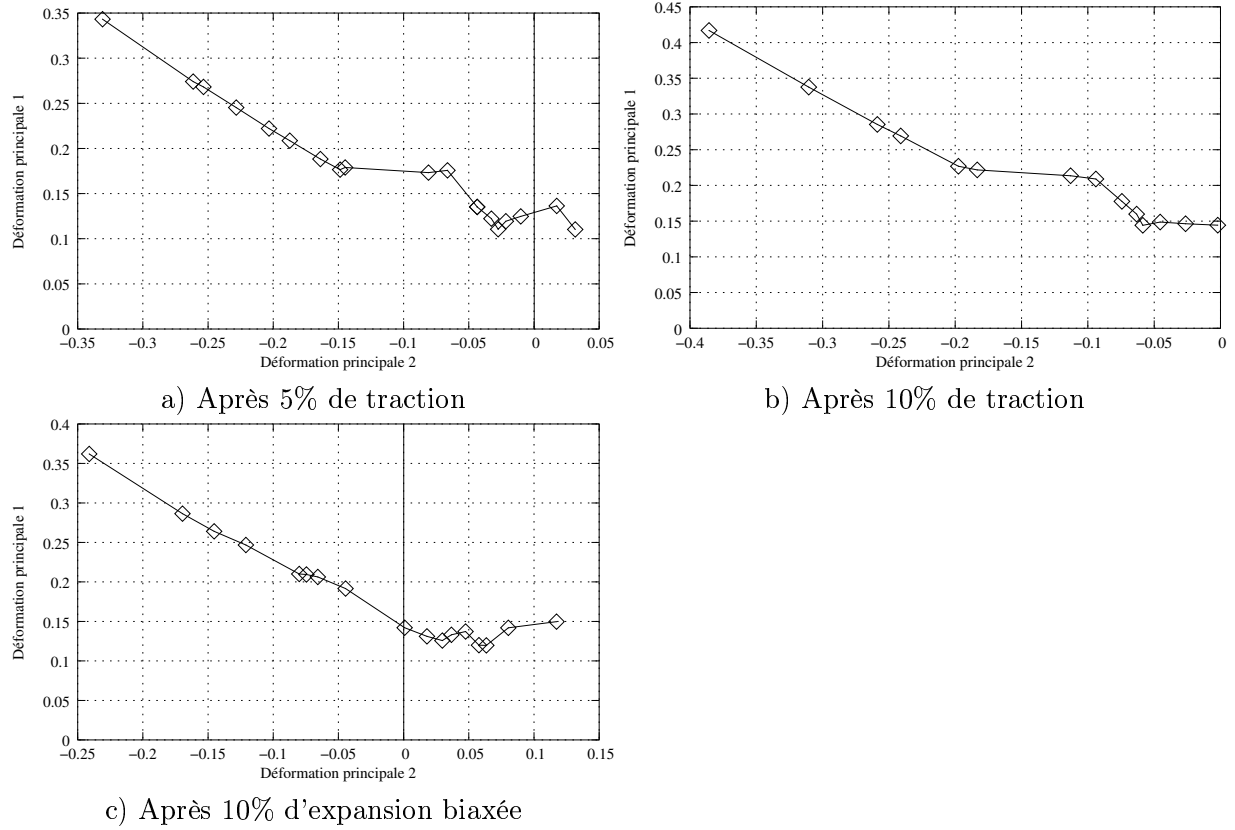 0.35
0.3
0.25
0.2
0.15
0.1
0.05
0
Déformation principale 1
−0.35 −0.3 −0.25 −0.2 −0.15 −0.1 −0.05 0 0.05
Déformation principale 2
a) Après 5% de traction
0.45
0.4
0.35
0.3
0.25
0.2
0.15
0.1
0.05
0
Déformation principale 1
−0.4 −0.35 −0.3 −0.25 −0.2 −0.15 −0.1 −0.05 0
Déformation principale 2
b) Après 10% de traction
0.4
0.35
0.3
0.25
0.2
0.15
0.1
0.05
0
Déformation principale 1
−0.25 −0.2 −0.15 −0.1 −0.05 0 0.05 0.1 0.15
Déformation principale 2
c) Après 10% d'expansion biaxée